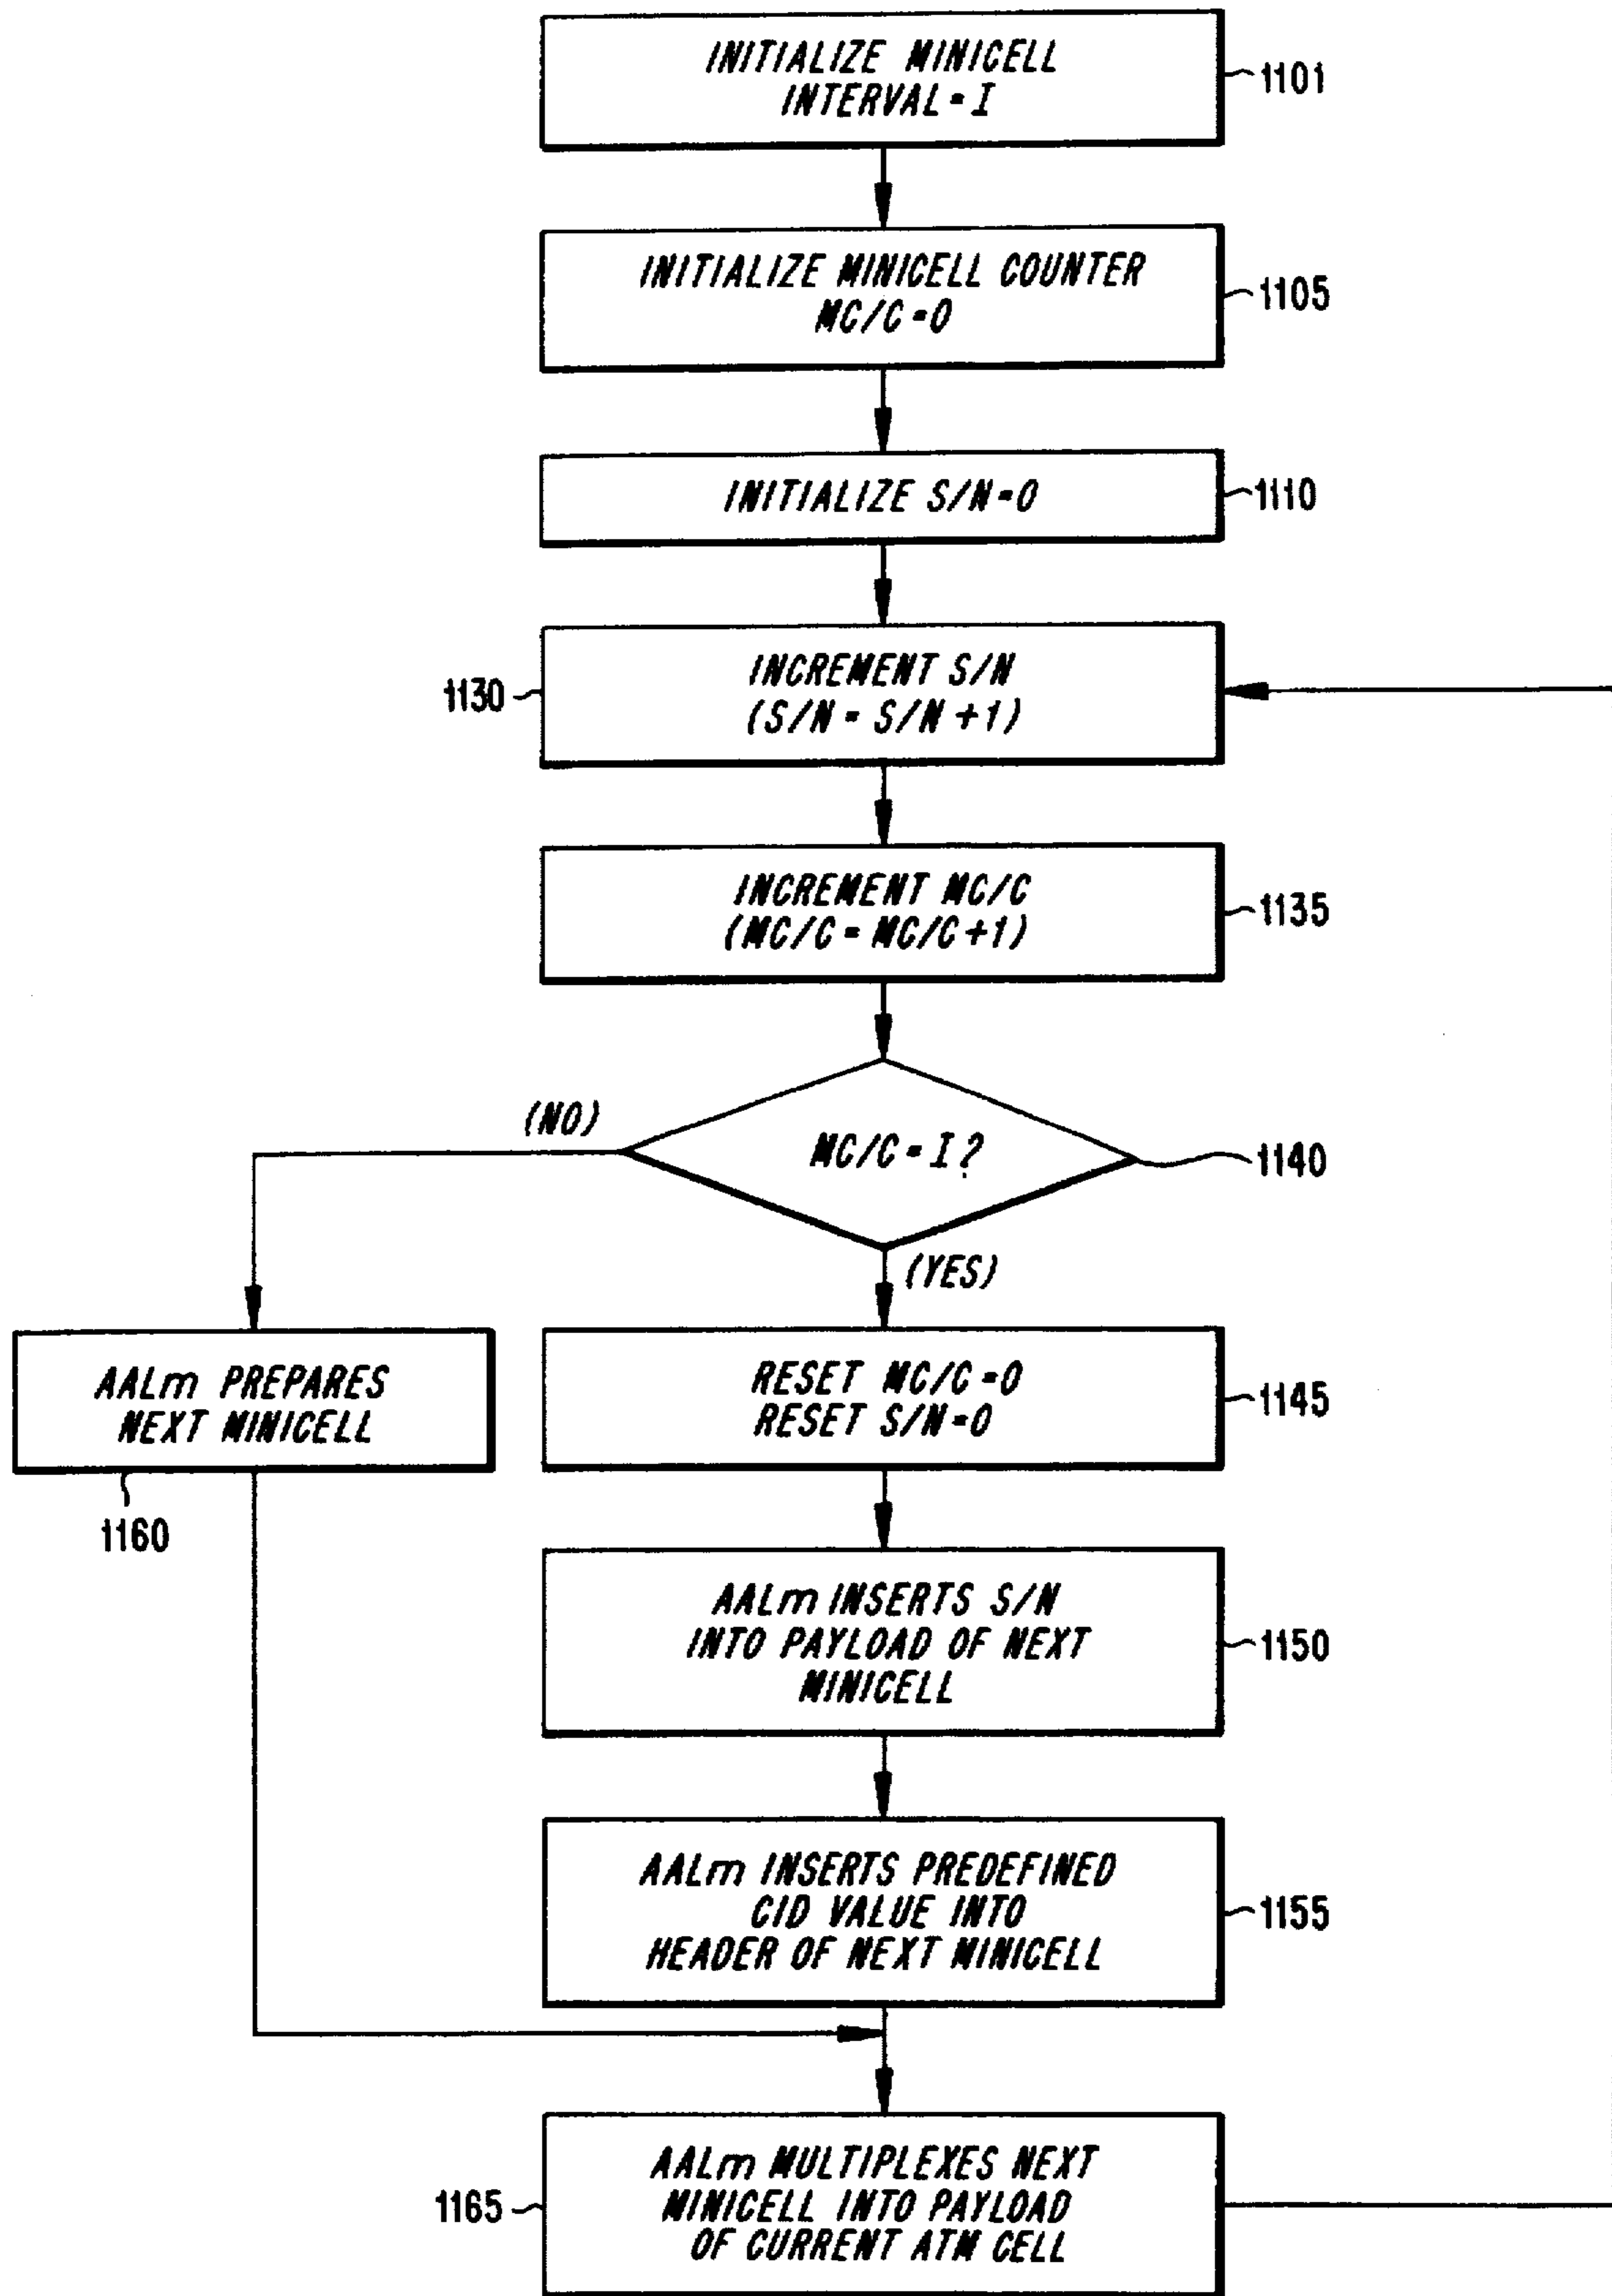 INITIALIZE MINICELL
INTERVAL = I
1101
INITIALIZE MINICELL COUNTER
MC/C = 0
1105
INITIALIZE S/N = 0
1110
INCREMENT S/N
(S/N = S/N + 1)
1130
INCREMENT MC/C
(MC/C = MC/C + 1)
1135
MC/C = I?
1140
(NO)
(YES)
AALm PREPARES
NEXT MINICELL
1160
RESET MC/C = 0
RESET S/N = 0
1145
AALm INSERTS S/N
INTO PAYLOAD OF NEXT
MINICELL
1150
AALm INSERTS PREDEFINED
CID VALUE INTO
HEADER OF NEXT MINICELL
1155
AALm MULTIPLEXES NEXT
MINICELL INTO PAYLOAD
OF CURRENT ATM CELL
1165